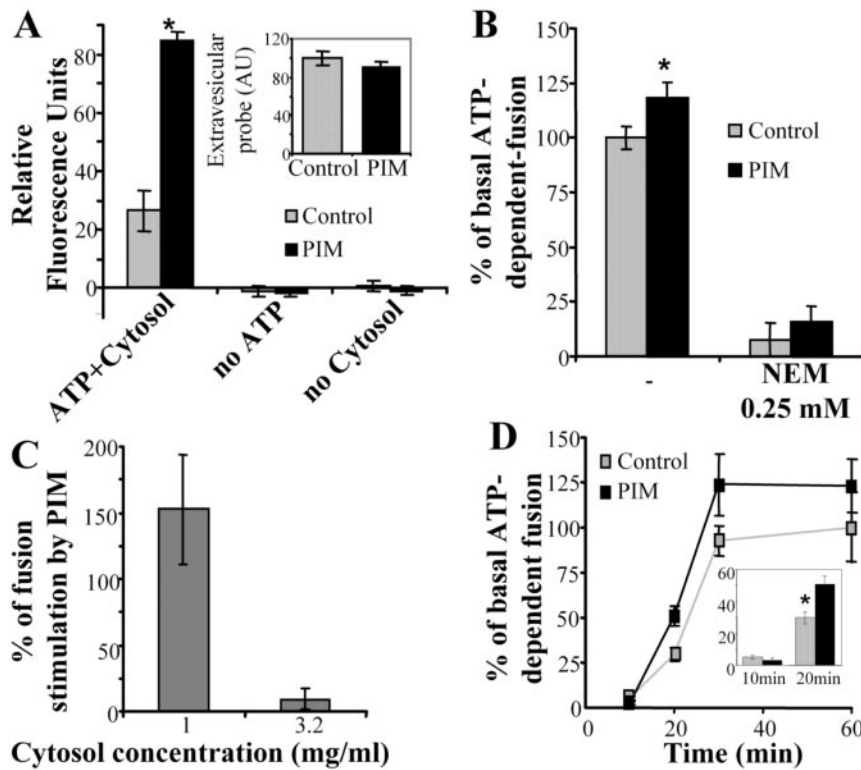 A
Relative
Fluorescence Units
80
60
40
20
0
*
Extravesicular
probe (AU)
120
80
40
0
Control PIM
Control
PIM
ATP+Cytosol
no ATP
no Cytosol
B
% of basal ATP-
dependent-fusion
150
125
100
75
50
25
0
*
Control
PIM
-
NEM
0.25 mM
C
% of fusion
stimulation by PIM
200
150
100
50
0
1 3.2
Cytosol concentration (mg/ml)
D
% of basal ATP-
dependent fusion
150
125
100
75
50
25
0
Control
PIM
60
40
20
0
*
10min 20min
0 20 40 60
Time (min)